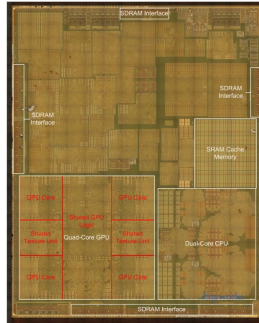 SDRAM Interface
SDRAM
Interface
SDRAM
Interface
SRAM Cache
Memory
GPU Core
Shared GPU
Logic
GPU Core
Shared
Texture Unit
Quad-Core GPU
Shared
Texture Unit
Dual-Core CPU
GPU Core
GPU Core
SDRAM Interface